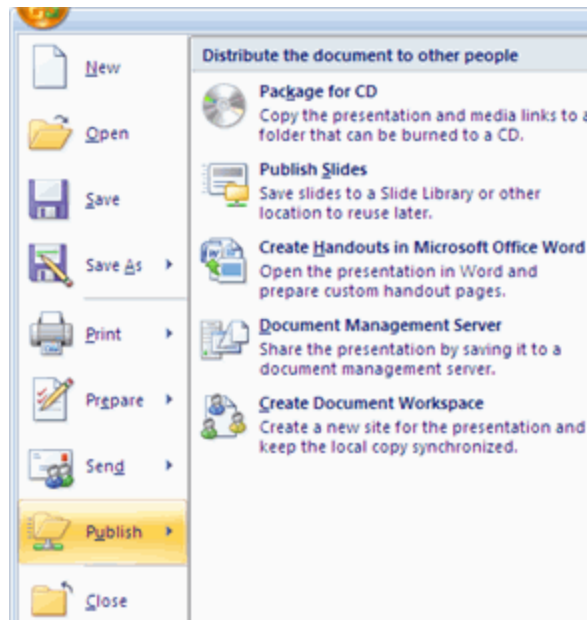 New
Open
Save
Save As
Print
Prepare
Send
Publish
Close
Distribute the document to other people
Package for CD
Copy the presentation and media links to a
folder that can be burned to a CD.
Publish Slides
Save slides to a Slide Library or other
location to reuse later.
Create Handouts in Microsoft Office Word
Open the presentation in Word and
prepare custom handout pages.
Document Management Server
Share the presentation by saving it to a
document management server.
Create Document Workspace
Create a new site for the presentation and
keep the local copy synchronized.